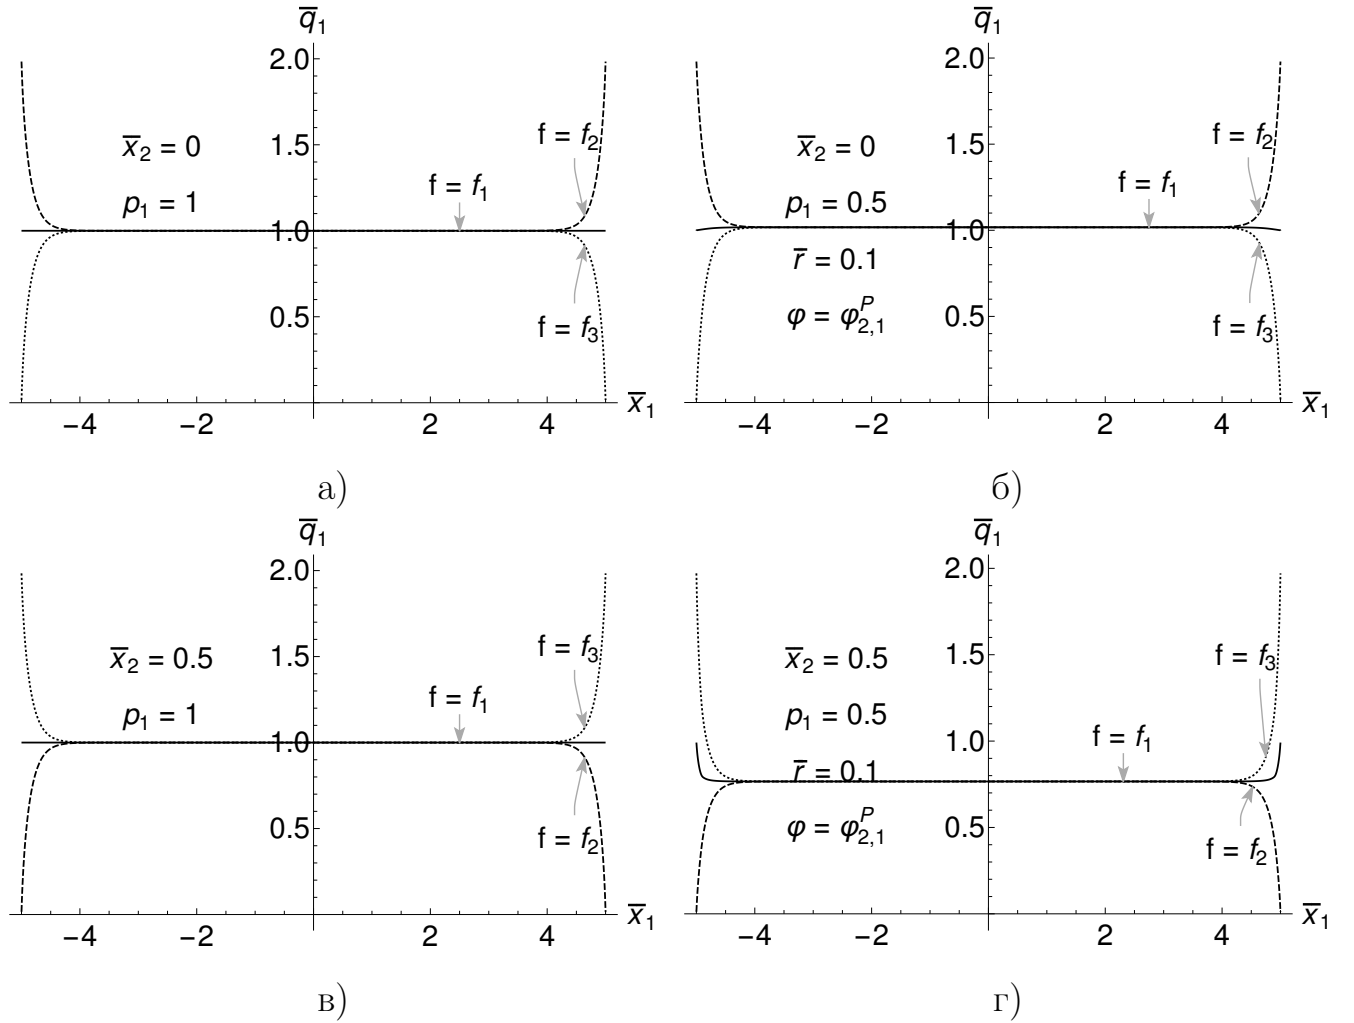 q̅₁
2.0
x̅₂ = 0
1.5
f = f₂
p₁ = 1
f = f₁
1.0
0.5
f = f₃
−4 −2 2 4 x̅₁
а)
q̅₁
2.0
x̅₂ = 0
1.5
f = f₂
p₁ = 0.5
f = f₁
1.0
r̅ = 0.1
φ = φ₂,₁ᴾ
0.5
f = f₃
−4 −2 2 4 x̅₁
б)
q̅₁
2.0
x̅₂ = 0.5
1.5
f = f₃
p₁ = 1
f = f₁
1.0
0.5
f = f₂
−4 −2 2 4 x̅₁
в)
q̅₁
2.0
x̅₂ = 0.5
1.5
f = f₃
p₁ = 0.5
f = f₁
1.0
r̅ = 0.1
φ = φ₂,₁ᴾ
0.5
f = f₂
−4 −2 2 4 x̅₁
г)